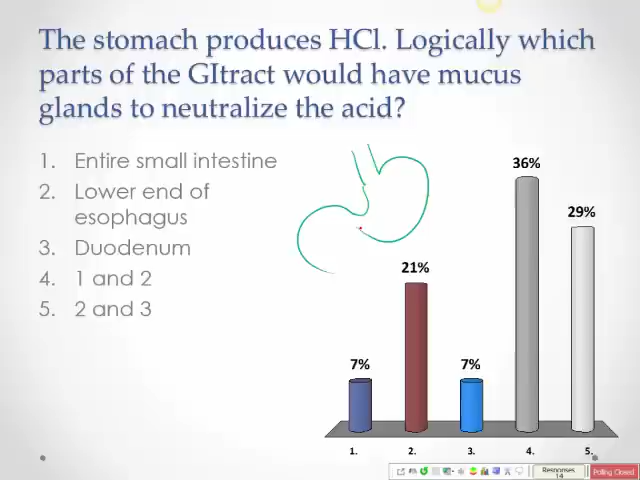 The stomach produces HCl. Logically which
parts of the GItract would have mucus
glands to neutralize the acid?
1. Entire small intestine
2. Lower end of
esophagus
3. Duodenum
4. 1 and 2
5. 2 and 3
36%
29%
21%
7%
7%
1. 2. 3. 4. 5.
Responses
14
Polling Closed